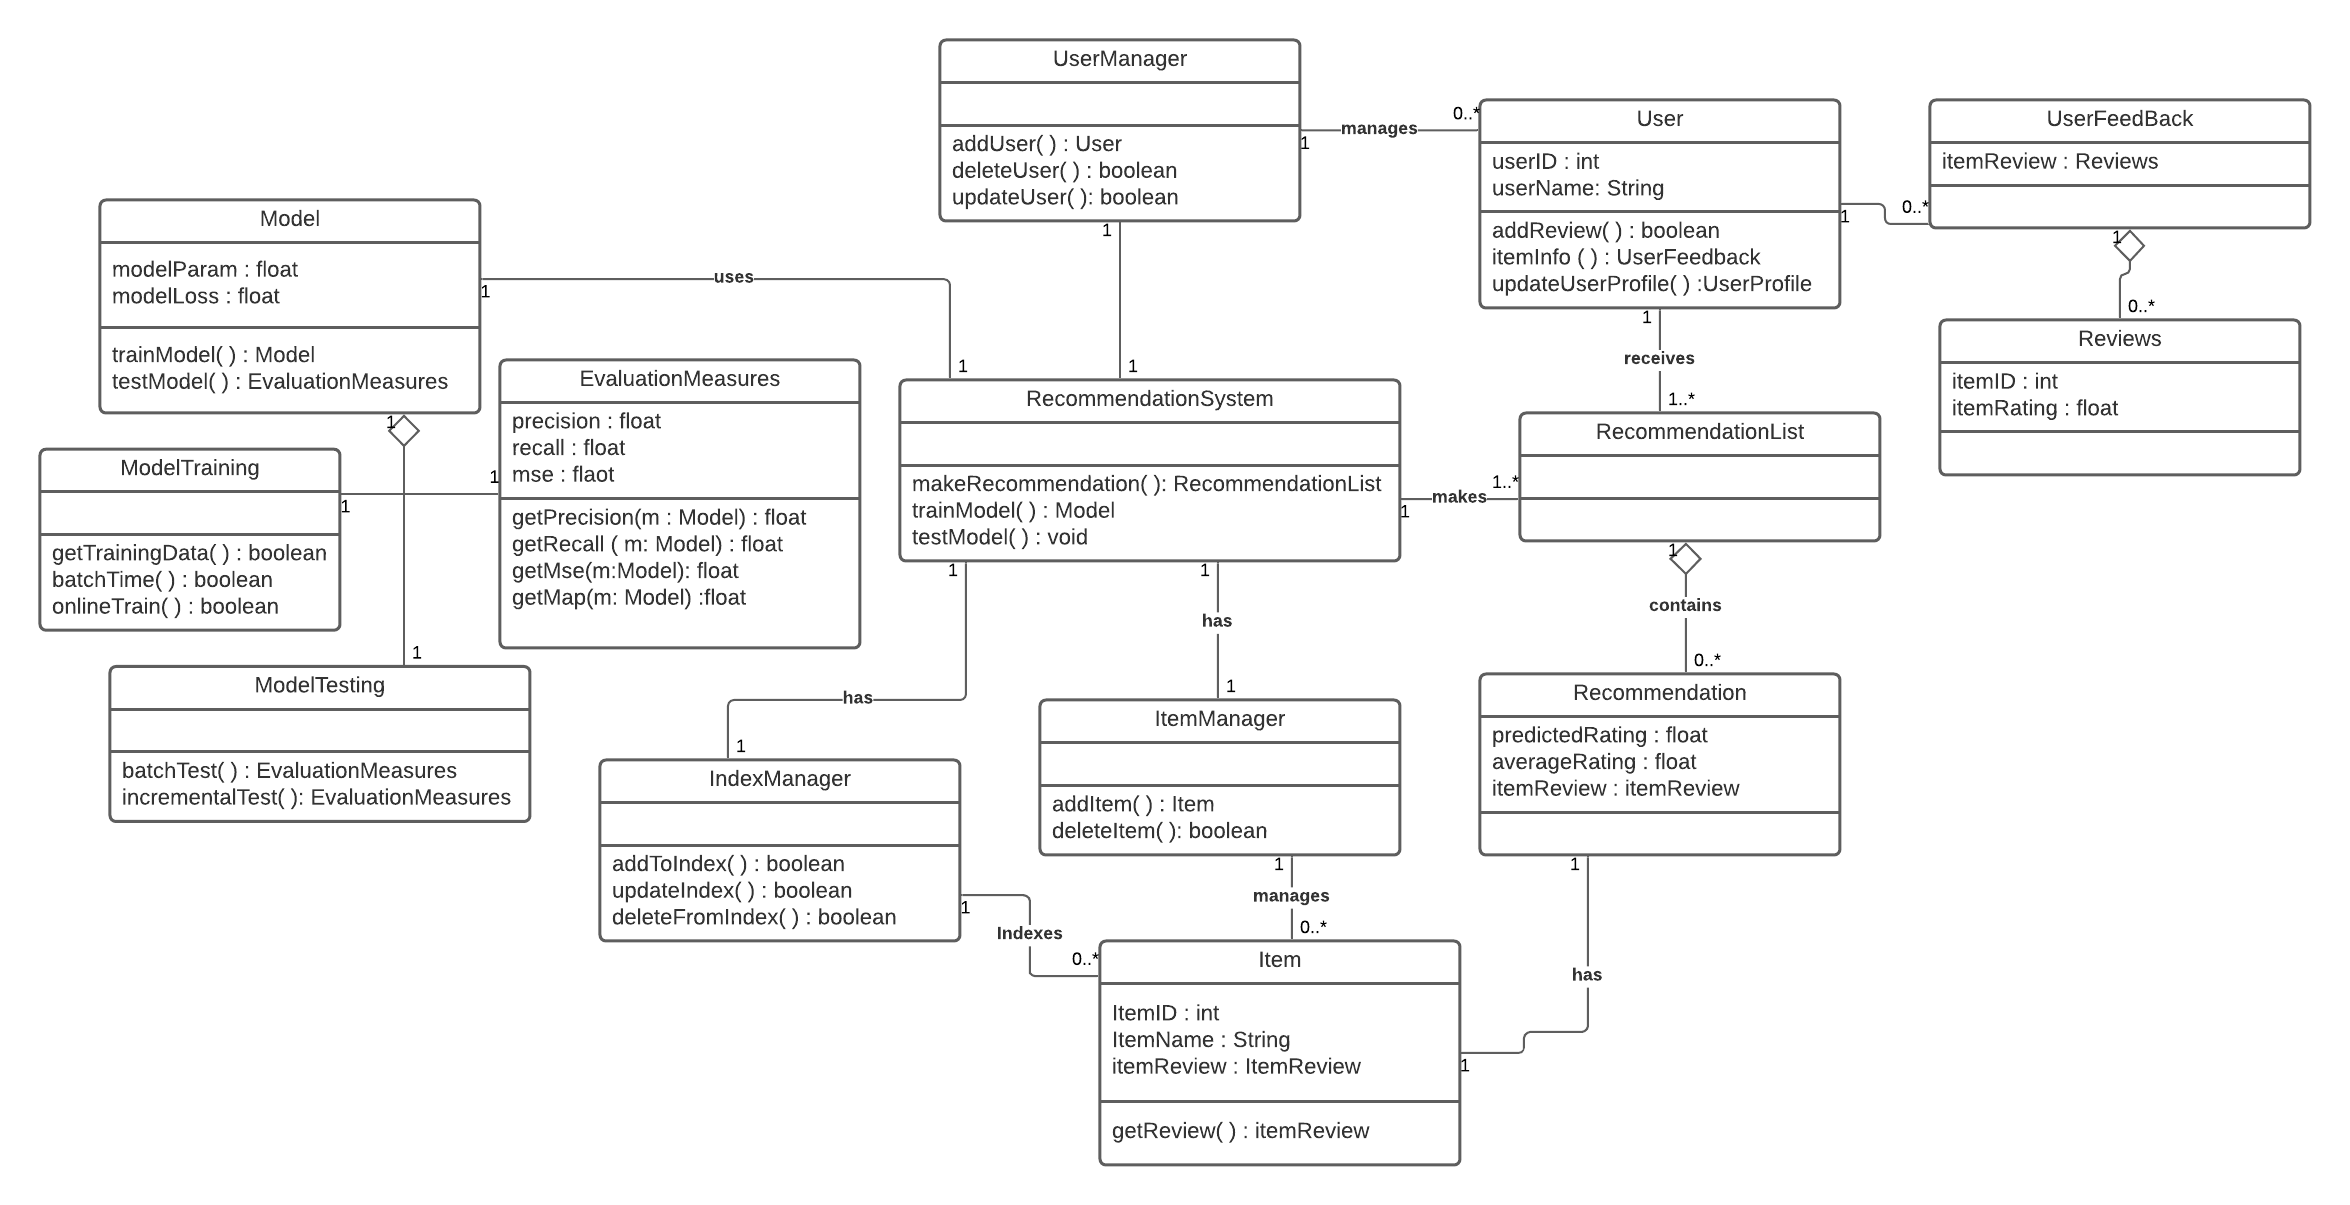 UserManager
addUser( ) : User
deleteUser( ) : boolean
updateUser( ): boolean
1
manages
0..*
1
User
userID : int
userName: String
addReview( ) : boolean
itemInfo ( ) : UserFeedback
updateUserProfile( ) :UserProfile
1
0..*
1
UserFeedBack
itemReview : Reviews
1
0..*
Reviews
itemID : int
itemRating : float
Model
modelParam : float
modelLoss : float
trainModel( ) : Model
testModel( ) : EvaluationMeasures
1
uses
1
1
1
receives
1..*
1
ModelTraining
getTrainingData( ) : boolean
batchTime( ) : boolean
onlineTrain( ) : boolean
1
1
EvaluationMeasures
precision : float
recall : float
mse : flaot
getPrecision(m : Model) : float
getRecall ( m: Model) : float
getMse(m:Model): float
getMap(m: Model) :float
RecommendationSystem
makeRecommendation( ): RecommendationList
trainModel( ) : Model
testModel( ) : void
1
makes
1..*
RecommendationList
1
contains
0..*
1
ModelTesting
batchTest( ) : EvaluationMeasures
incrementalTest( ): EvaluationMeasures
1
has
1
1
has
1
IndexManager
addToIndex( ) : boolean
updateIndex( ) : boolean
deleteFromIndex( ) : boolean
1
Indexes
0..*
ItemManager
addItem( ) : Item
deleteItem( ): boolean
1
manages
0..*
Recommendation
predictedRating : float
averageRating : float
itemReview : itemReview
1
has
1
Item
ItemID : int
ItemName : String
itemReview : ItemReview
getReview( ) : itemReview